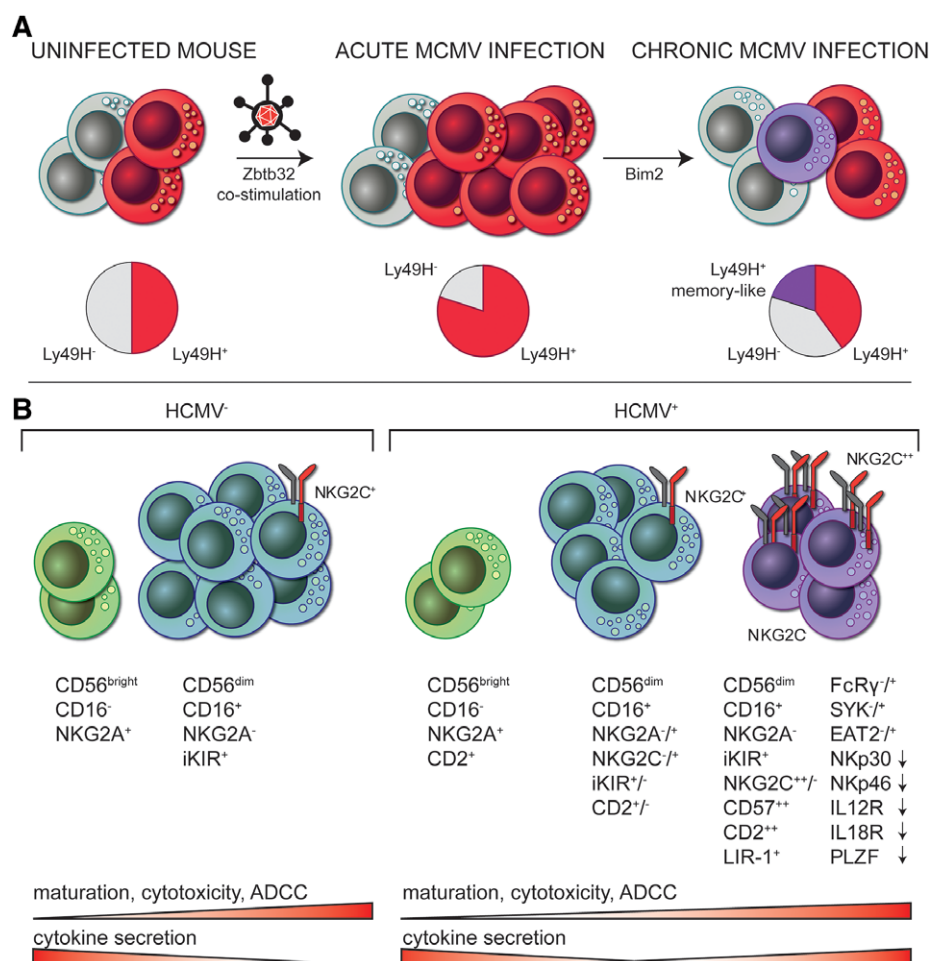 A
UNINFECTED MOUSE
ACUTE MCMV INFECTION
CHRONIC MCMV INFECTION
Zbtb32
co-stimulation
Bim2
Ly49H⁻
Ly49H⁺
Ly49H⁻
Ly49H⁺
Ly49H⁺
memory-like
Ly49H⁻
Ly49H⁺
B
HCMV⁻
HCMV⁺
NKG2C⁺
NKG2C⁺
NKG2C⁺⁺
NKG2C
CD56bright
CD16⁻
NKG2A⁺
CD56dim
CD16⁺
NKG2A⁻
iKIR⁺
CD56bright
CD16⁻
NKG2A⁺
CD2⁺
CD56dim
CD16⁺
NKG2A⁻/⁺
NKG2C⁻/⁺
iKIR⁺/⁻
CD2⁺/⁻
CD56dim
CD16⁺
NKG2A⁻
iKIR⁺
NKG2C⁺⁺/⁻
CD57⁺⁺
CD2⁺⁺
LIR-1⁺
FcRγ⁻/⁺
SYK⁻/⁺
EAT2⁻/⁺
NKp30 ↓
NKp46 ↓
IL12R ↓
IL18R ↓
PLZF ↓
maturation, cytotoxicity, ADCC
cytokine secretion
maturation, cytotoxicity, ADCC
cytokine secretion